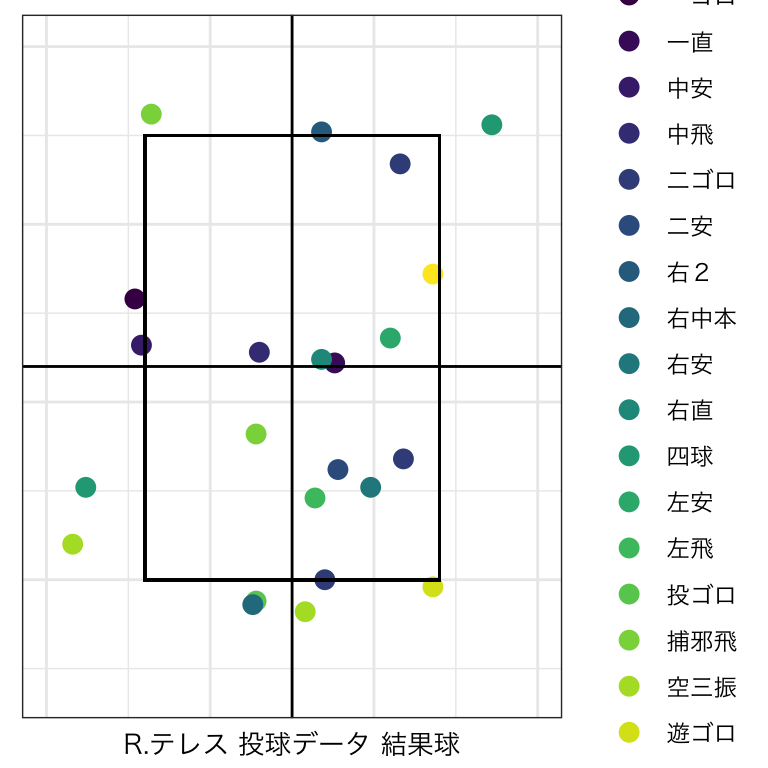 一直
中安
中飛
二ゴロ
二安
右２
右中本
右安
右直
四球
左安
左飛
投ゴロ
捕邪飛
空三振
遊ゴロ
R.テレス 投球データ 結果球